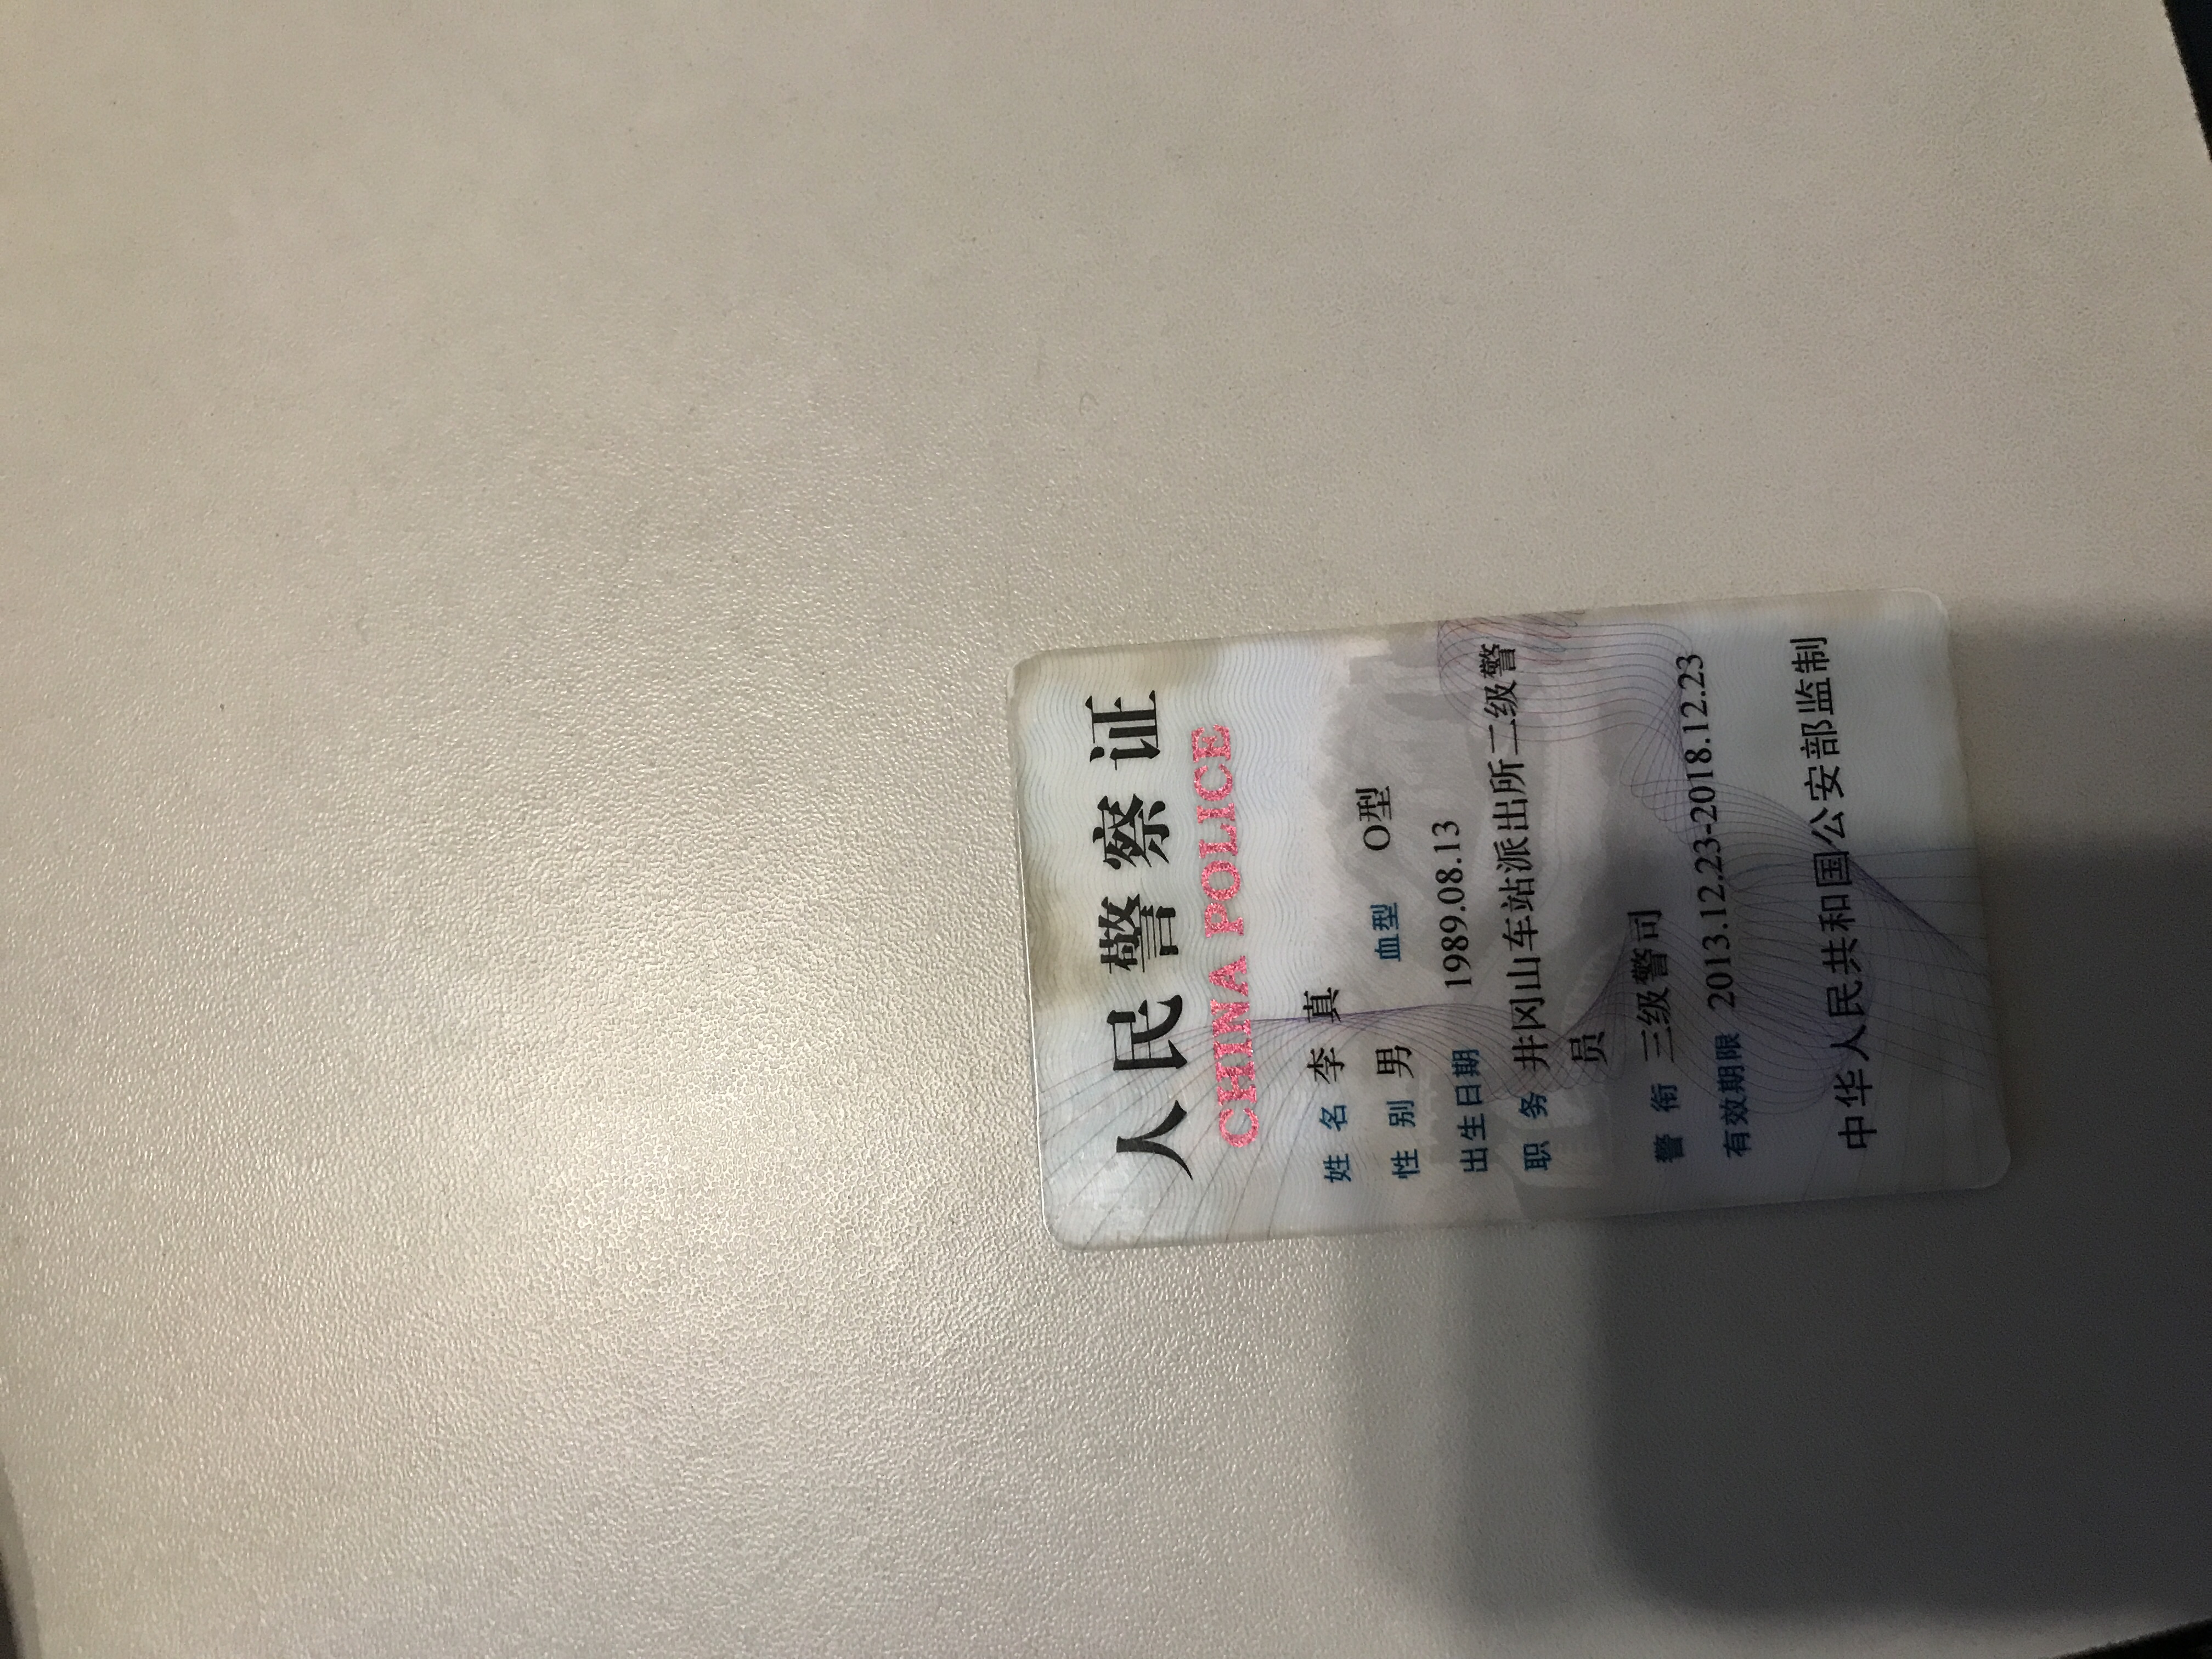 人民警察证
CHINA POLICE
姓 名 李 真
性 别 男 血型 O型
出生日期 1989.08.13
职 务 井冈山车站派出所二级警
员
警 衔 三级警司
有效期限 2013.12.23-2018.12.23
中华人民共和国公安部监制